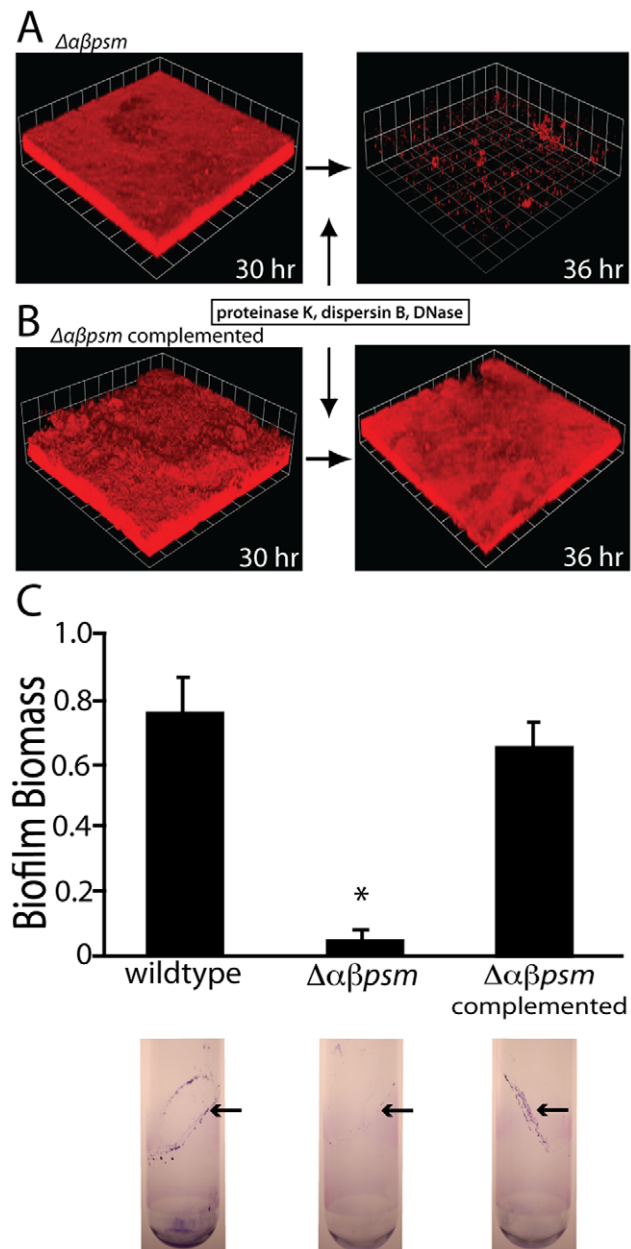 A
Δαβpsm
30 hr
36 hr
proteinase K, dispersin B, DNase
B
Δαβpsm complemented
30 hr
36 hr
C
Biofilm Biomass
1.0
0.8
0.6
0.4
0.2
0
*
wildtype
Δαβpsm
Δαβpsm
complemented